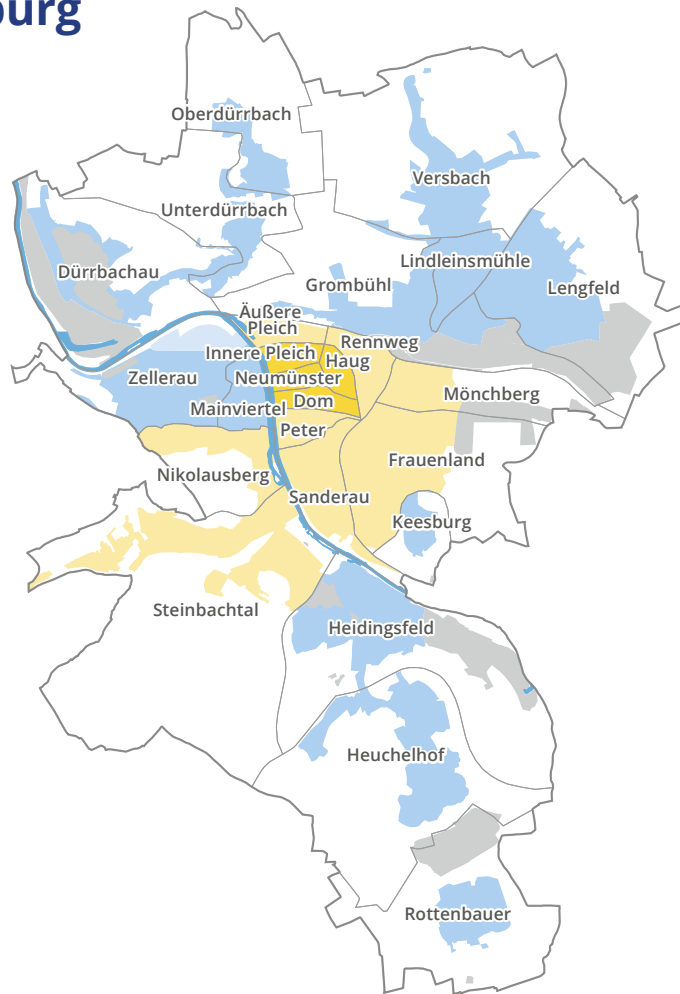 burg
Oberdürrbach
Versbach
Unterdürrbach
Lindleinsmühle
Dürrbachau
Grombühl
Lengfeld
Äußere
Pleich
Rennweg
Innere Pleich
Haug
Zellerau
Neumünster
Mönchberg
Mainviertel
Dom
Peter
Frauenland
Nikolausberg
Sanderau
Keesburg
Steinbachtal
Heidingsfeld
Heuchelhof
Rottenbauer